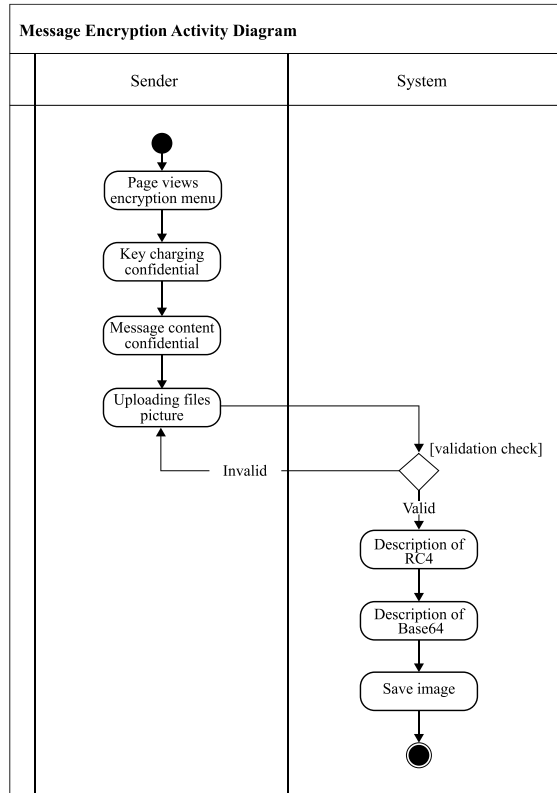 Message Encryption Activity Diagram
Sender
System
Page views
encryption menu
Key charging
confidential
Message content
confidential
Uploading files
picture
[validation check]
Invalid
Valid
Description of
RC4
Description of
Base64
Save image